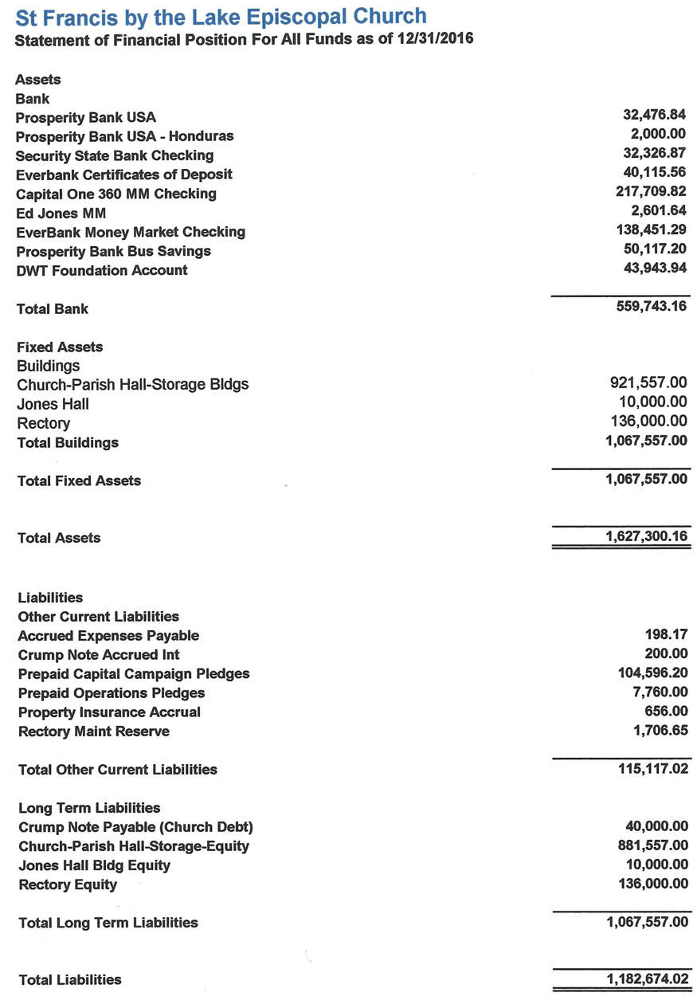 St Francis by the Lake Episcopal Church
Statement of Financial Position For All Funds as of 12/31/2016
Assets
Bank
Prosperity Bank USA 32,476.84
Prosperity Bank USA - Honduras 2,000.00
Security State Bank Checking 32,326.87
Everbank Certificates of Deposit 40,115.56
Capital One 360 MM Checking 217,709.82
Ed Jones MM 2,601.64
EverBank Money Market Checking 138,451.29
Prosperity Bank Bus Savings 50,117.20
DWT Foundation Account 43,943.94
Total Bank 559,743.16
Fixed Assets
Buildings
Church-Parish Hall-Storage Bldgs 921,557.00
Jones Hall 10,000.00
Rectory 136,000.00
Total Buildings 1,067,557.00
Total Fixed Assets 1,067,557.00
Total Assets 1,627,300.16
Liabilities
Other Current Liabilities
Accrued Expenses Payable 198.17
Crump Note Accrued Int 200.00
Prepaid Capital Campaign Pledges 104,596.20
Prepaid Operations Pledges 7,760.00
Property Insurance Accrual 656.00
Rectory Maint Reserve 1,706.65
Total Other Current Liabilities 115,117.02
Long Term Liabilities
Crump Note Payable (Church Debt) 40,000.00
Church-Parish Hall-Storage-Equity 881,557.00
Jones Hall Bldg Equity 10,000.00
Rectory Equity 136,000.00
Total Long Term Liabilities 1,067,557.00
Total Liabilities 1,182,674.02